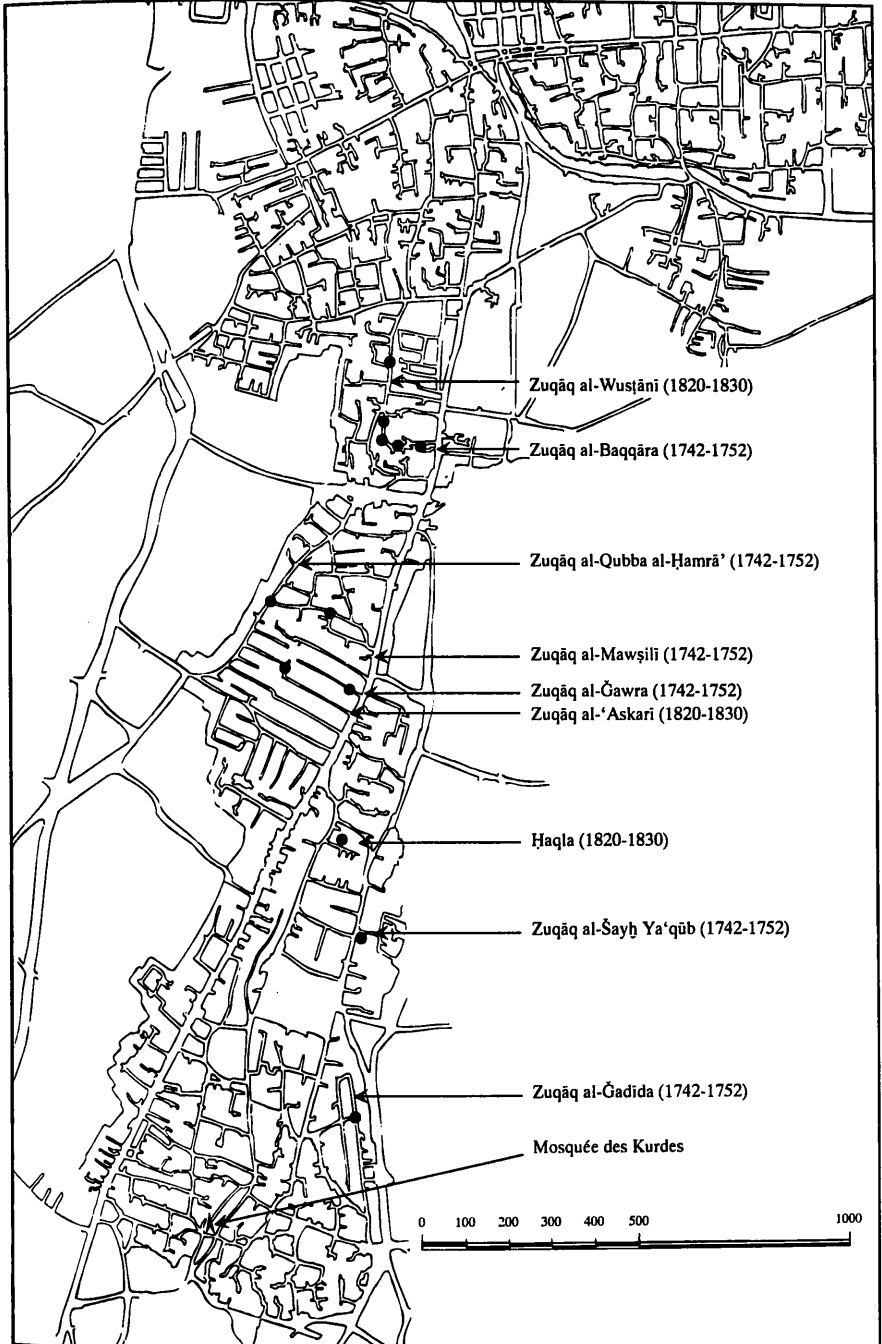 Zuqāq al-Wusṭānī (1820-1830)
Zuqāq al-Baqqāra (1742-1752)
Zuqāq al-Qubba al-Ḥamrā’ (1742-1752)
Zuqāq al-Mawṣilī (1742-1752)
Zuqāq al-Ǧawra (1742-1752)
Zuqāq al-‘Askarī (1820-1830)
Ḥaqla (1820-1830)
Zuqāq al-Šayḫ Ya‘qūb (1742-1752)
Zuqāq al-Ǧadīda (1742-1752)
Mosquée des Kurdes
0 100 200 300 400 500 1000